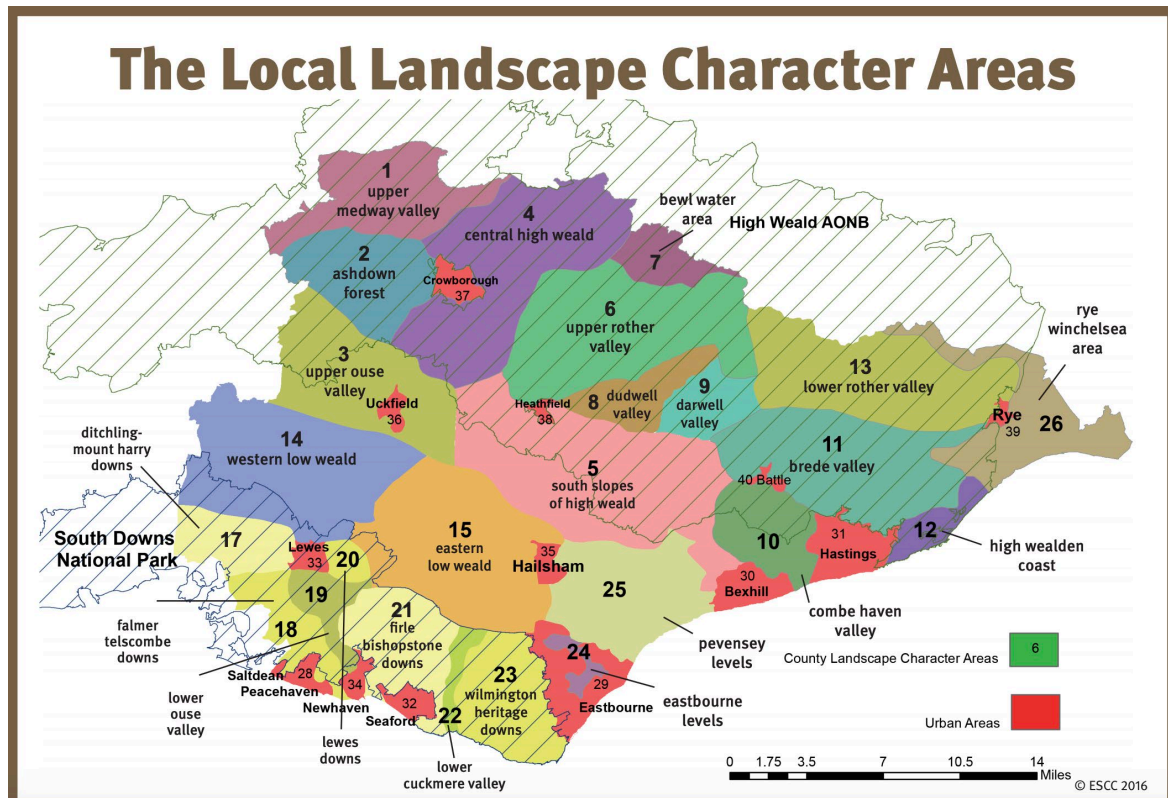 The Local Landscape Character Areas
1
upper
medway valley
4
central high weald
bewl water
area
High Weald AONB
7
2
ashdown
forest
Crowborough
37
6
upper rother
valley
rye
winchelsea
area
3
upper ouse
valley
13
lower rother valley
Uckfield
36
Heathfield
38
8
dudwell
valley
9
darwell
valley
Rye
39
26
ditchling-
mount harry
downs
14
western low weald
11
brede valley
5
south slopes
of high weald
40 Battle
South Downs
National Park
17
Lewes
33
20
15
eastern
low weald
35
Hailsham
10
31
Hastings
12
high wealden
coast
25
30
Bexhill
19
21
firle
bishopstone
downs
18
combe haven
valley
falmer
telscombe
downs
pevensey
levels
24
29
Eastbourne
County Landscape Character Areas
6
Saltdean
28
Peacehaven
34
Newhaven
32
Seaford
23
wilmington
heritage
downs
22
eastbourne
levels
lower
ouse
valley
Urban Areas
lewes
downs
lower
cuckmere valley
0 1.75 3.5 7 10.5 14
Miles
© ESCC 2016